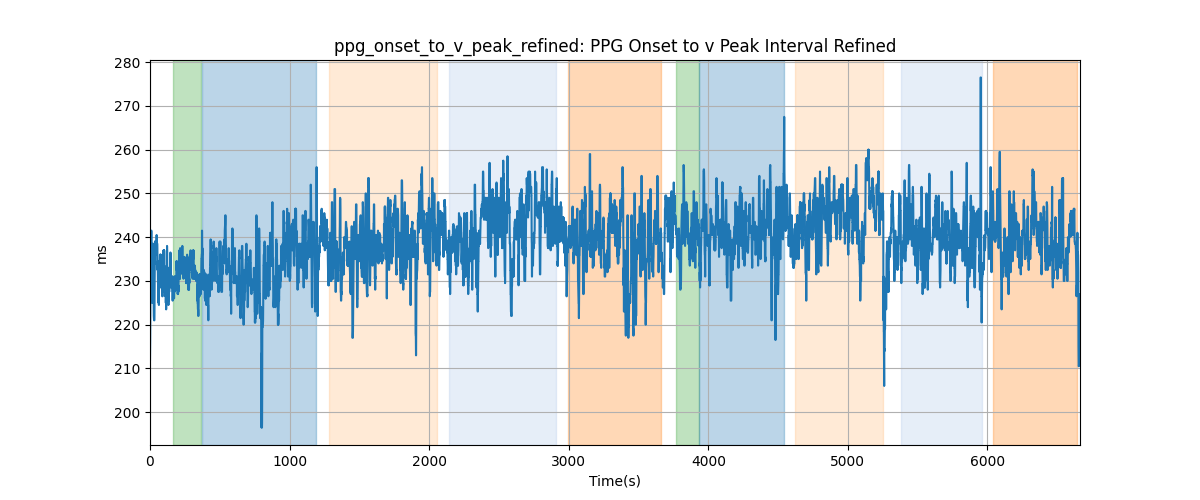 ppg_onset_to_v_peak_refined: PPG Onset to v Peak Interval Refined
280
270
260
250
240
230
220
210
200
ms
0 1000 2000 3000 4000 5000 6000
Time(s)